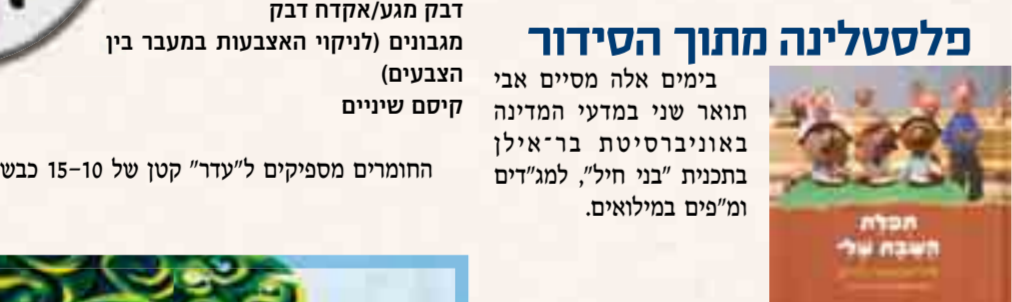 פלסטלינה מתוך הסידור
בימים אלה מסיים אבי
תואר שני במדעי המדינה
באוניברסיטת בר־אילן
בתכנית "בני חיל", למג"דים
ומ"פים במילואים.
תפלת
השבת שלי
דבק מגע/אקדח דבק
מגבונים (לניקוי האצבעות במעבר בין
הצבעים)
קיסם שיניים
החומרים מספיקים ל"עדר" קטן של 10–15 כבש